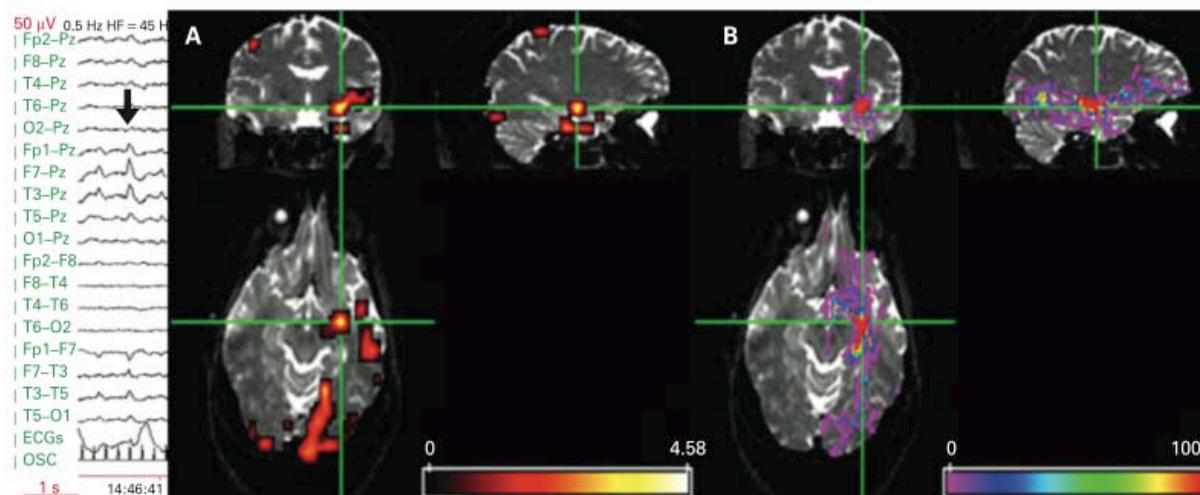 50 µV 0.5 Hz HF = 45 H
Fp2–Pz
F8–Pz
T4–Pz
T6–Pz
O2–Pz
Fp1–Pz
F7–Pz
T3–Pz
T5–Pz
O1–Pz
Fp2–F8
F8–T4
T4–T6
T6–O2
Fp1–F7
F7–T3
T3–T5
T5–O1
ECGs
OSC
1 s 14:46:41
A
0 4.58
B
0 100